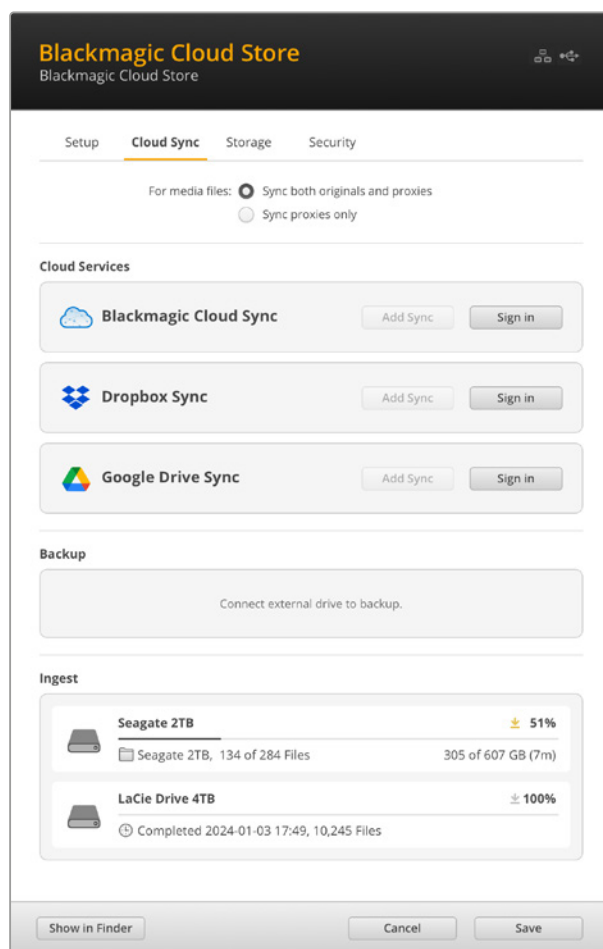 Blackmagic Cloud Store
Blackmagic Cloud Store
Setup Cloud Sync Storage Security
For media files: Sync both originals and proxies
Sync proxies only
Cloud Services
Blackmagic Cloud Sync Add Sync Sign in
Dropbox Sync Add Sync Sign in
Google Drive Sync Add Sync Sign in
Backup
Connect external drive to backup.
Ingest
Seagate 2TB 51%
Seagate 2TB, 134 of 284 Files 305 of 607 GB (7m)
LaCie Drive 4TB 100%
Completed 2024-01-03 17:49, 10,245 Files
Show in Finder Cancel Save